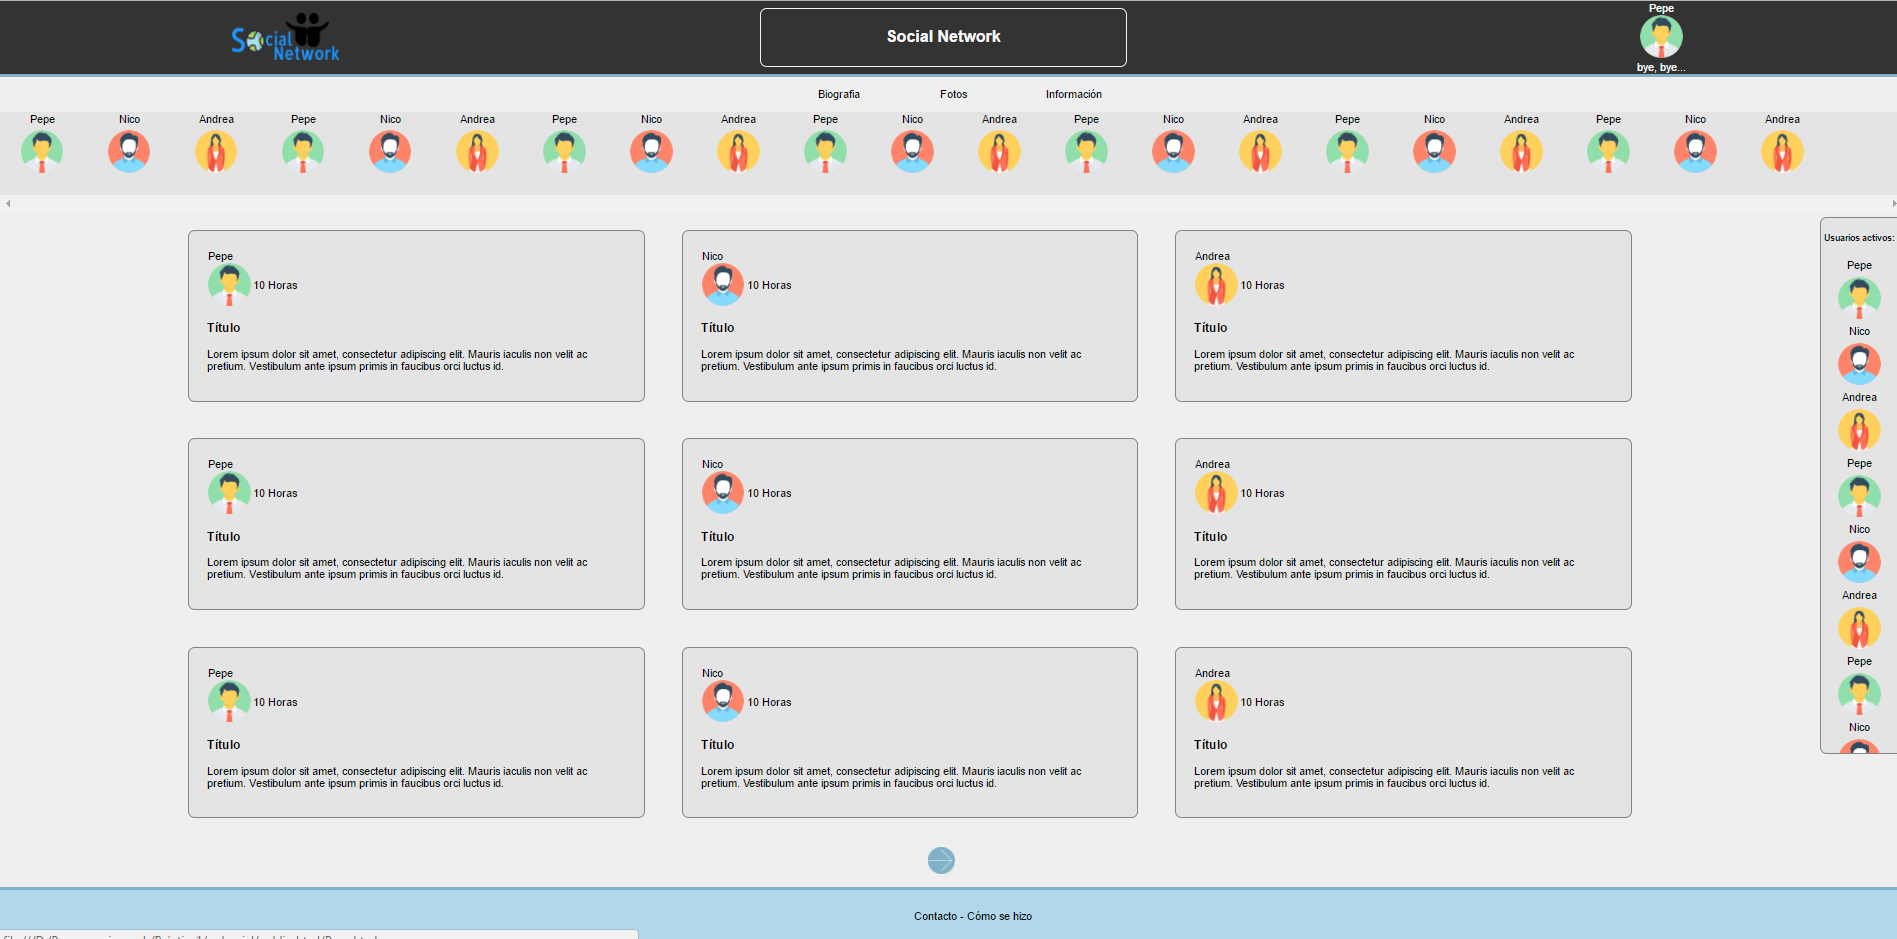 Social
Network
Social Network
Pepe
bye, bye...
Biografia Fotos Información
Pepe Nico Andrea Pepe Nico Andrea Pepe Nico Andrea Pepe Nico Andrea Pepe Nico Andrea Pepe Nico Andrea Pepe Nico Andrea
Pepe
10 Horas
Título
Lorem ipsum dolor sit amet, consectetur adipiscing elit. Mauris iaculis non velit ac
pretium. Vestibulum ante ipsum primis in faucibus orci luctus id.
Nico
10 Horas
Título
Lorem ipsum dolor sit amet, consectetur adipiscing elit. Mauris iaculis non velit ac
pretium. Vestibulum ante ipsum primis in faucibus orci luctus id.
Andrea
10 Horas
Título
Lorem ipsum dolor sit amet, consectetur adipiscing elit. Mauris iaculis non velit ac
pretium. Vestibulum ante ipsum primis in faucibus orci luctus id.
Pepe
10 Horas
Título
Lorem ipsum dolor sit amet, consectetur adipiscing elit. Mauris iaculis non velit ac
pretium. Vestibulum ante ipsum primis in faucibus orci luctus id.
Nico
10 Horas
Título
Lorem ipsum dolor sit amet, consectetur adipiscing elit. Mauris iaculis non velit ac
pretium. Vestibulum ante ipsum primis in faucibus orci luctus id.
Andrea
10 Horas
Título
Lorem ipsum dolor sit amet, consectetur adipiscing elit. Mauris iaculis non velit ac
pretium. Vestibulum ante ipsum primis in faucibus orci luctus id.
Pepe
10 Horas
Título
Lorem ipsum dolor sit amet, consectetur adipiscing elit. Mauris iaculis non velit ac
pretium. Vestibulum ante ipsum primis in faucibus orci luctus id.
Nico
10 Horas
Título
Lorem ipsum dolor sit amet, consectetur adipiscing elit. Mauris iaculis non velit ac
pretium. Vestibulum ante ipsum primis in faucibus orci luctus id.
Andrea
10 Horas
Título
Lorem ipsum dolor sit amet, consectetur adipiscing elit. Mauris iaculis non velit ac
pretium. Vestibulum ante ipsum primis in faucibus orci luctus id.
Usuarios activos:
Pepe
Nico
Andrea
Pepe
Nico
Andrea
Pepe
Nico
Contacto - Cómo se hizo